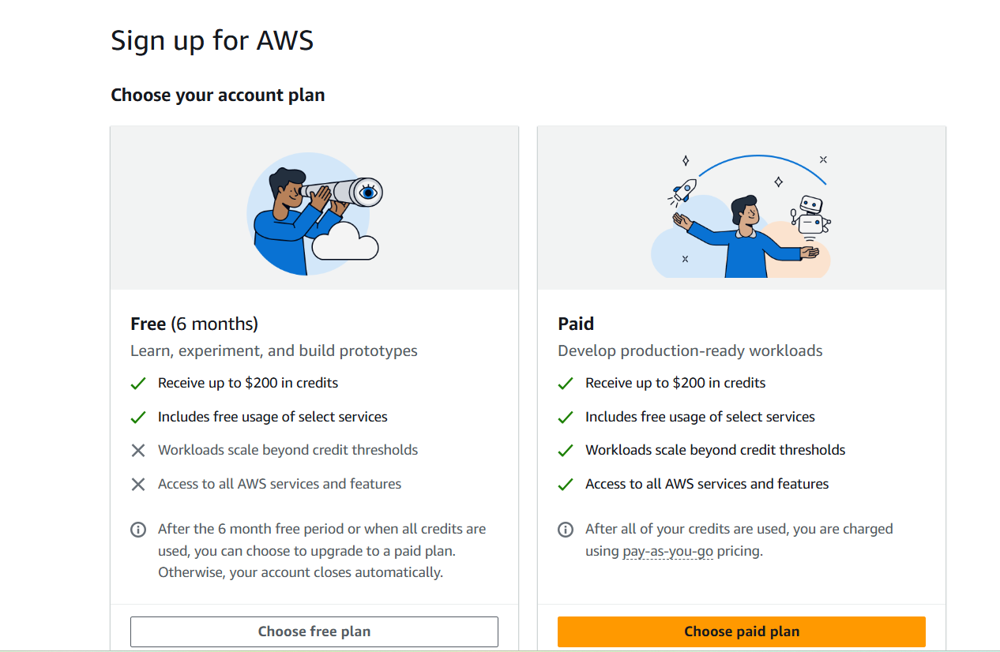 Sign up for AWS
Choose your account plan
Free (6 months)
Learn, experiment, and build prototypes
Receive up to $200 in credits
Includes free usage of select services
Workloads scale beyond credit thresholds
Access to all AWS services and features
After the 6 month free period or when all credits are
used, you can choose to upgrade to a paid plan.
Otherwise, your account closes automatically.
Choose free plan
Paid
Develop production-ready workloads
Receive up to $200 in credits
Includes free usage of select services
Workloads scale beyond credit thresholds
Access to all AWS services and features
After all of your credits are used, you are charged
using pay-as-you-go pricing.
Choose paid plan